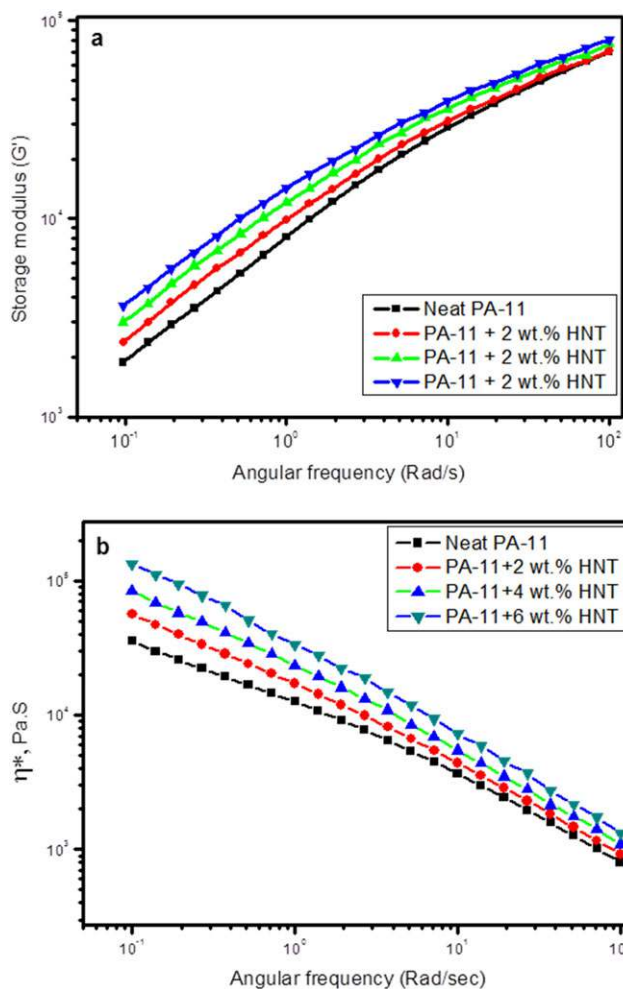 a
10⁵
10⁴
10³
Storage modulus (G')
Neat PA-11
PA-11 + 2 wt.% HNT
PA-11 + 2 wt.% HNT
PA-11 + 2 wt.% HNT
10⁻¹ 10⁰ 10¹ 10²
Angular frequency (Rad/s)
b
10⁵
10⁴
10³
η*, Pa.S
Neat PA-11
PA-11+2 wt.% HNT
PA-11+4 wt.% HNT
PA-11+6 wt.% HNT
10⁻¹ 10⁰ 10¹ 10
Angular frequency (Rad/sec)